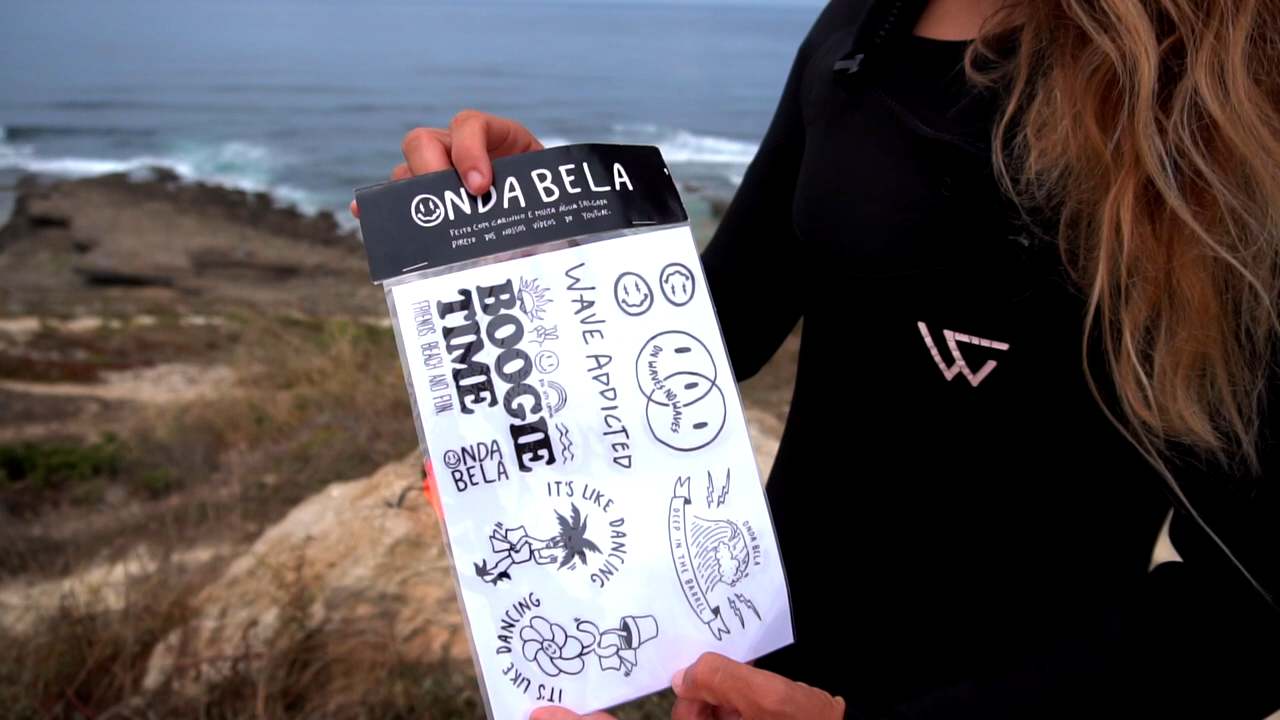 ONDA BELA
FEITO COM CARINHO E MUITA ÁGUA SALGADA
DIRETO DOS NOSSOS VÍDEOS DO YOUTUBE.
BOOGIE
TIME
FRIENDS, BEACH AND FUN.
ONDA
BELA
WAVE ADDICTED
ON WAVES NO WAVES
IT'S LIKE DANCING
DEEP IN THE BARREL
ONDA BELA
IT'S LIKE DANCING